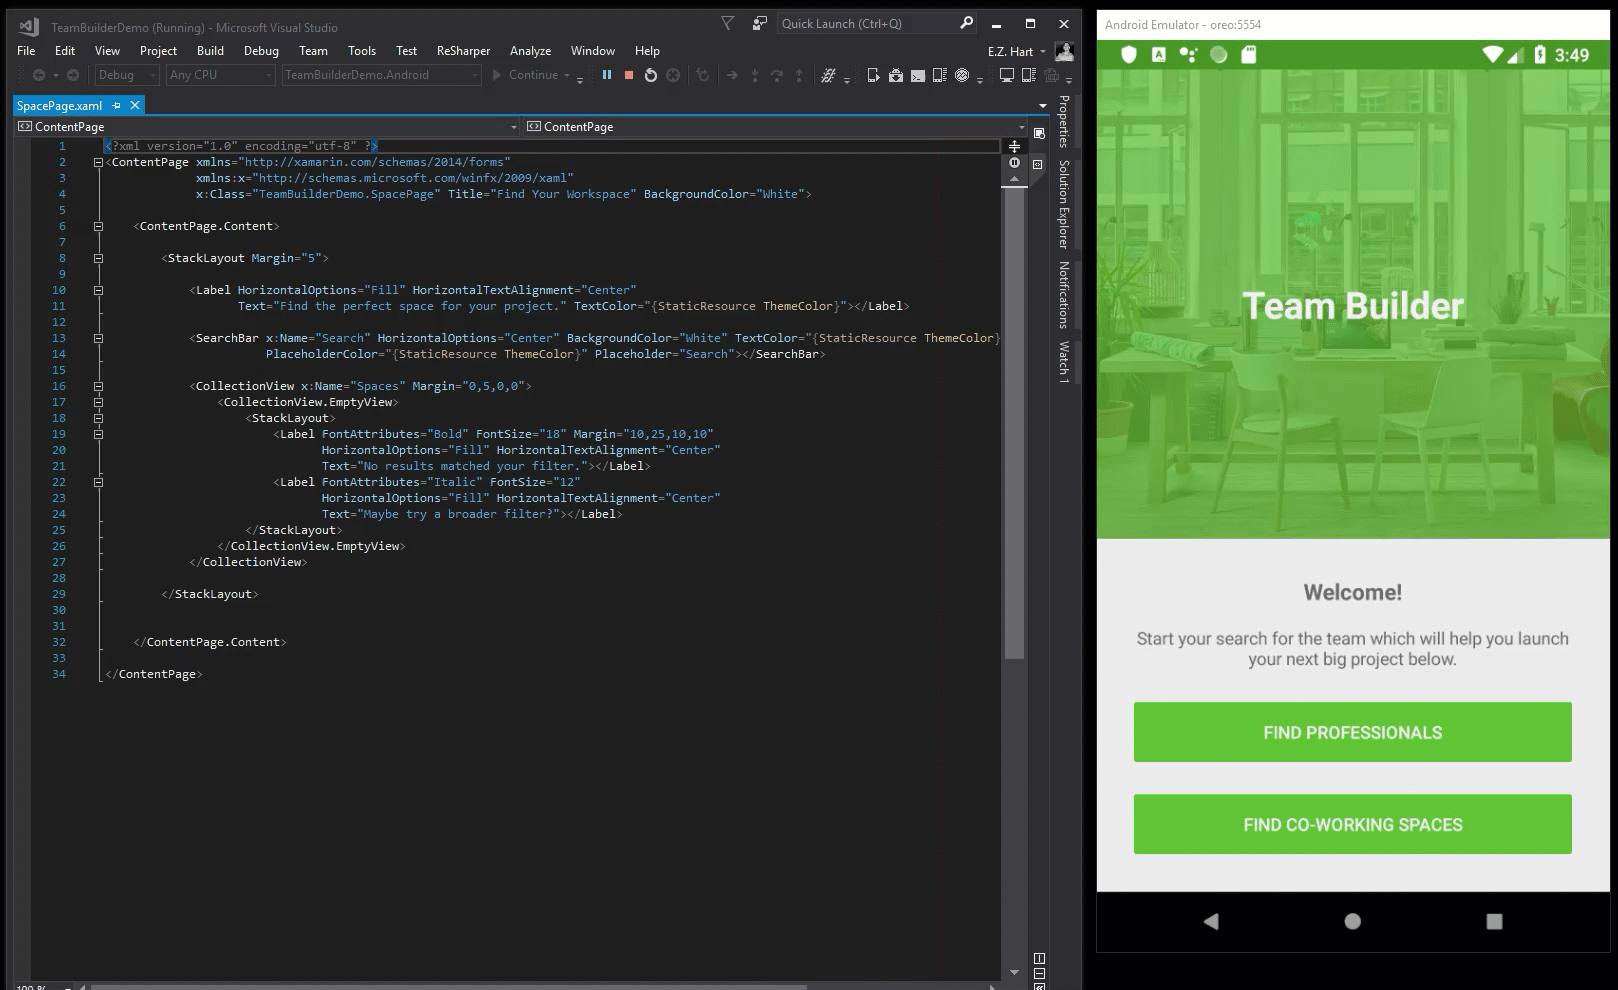 TeamBuilderDemo (Running) - Microsoft Visual Studio
Quick Launch (Ctrl+Q)
File Edit View Project Build Debug Team Tools Test ReSharper Analyze Window Help
E.Z. Hart
Debug Any CPU TeamBuilderDemo.Android Continue
SpacePage.xaml
ContentPage ContentPage
1 <?xml version="1.0" encoding="utf-8" ?>
2 <ContentPage xmlns="http://xamarin.com/schemas/2014/forms"
3 xmlns:x="http://schemas.microsoft.com/winfx/2009/xaml"
4 x:Class="TeamBuilderDemo.SpacePage" Title="Find Your Workspace" BackgroundColor="White">
5
6 <ContentPage.Content>
7
8 <StackLayout Margin="5">
9
10 <Label HorizontalOptions="Fill" HorizontalTextAlignment="Center"
11 Text="Find the perfect space for your project." TextColor="{StaticResource ThemeColor}"></Label>
12
13 <SearchBar x:Name="Search" HorizontalOptions="Center" BackgroundColor="White" TextColor="{StaticResource ThemeColor}
14 PlaceholderColor="{StaticResource ThemeColor}" Placeholder="Search"></SearchBar>
15
16 <CollectionView x:Name="Spaces" Margin="0,5,0,0">
17 <CollectionView.EmptyView>
18 <StackLayout>
19 <Label FontAttributes="Bold" FontSize="18" Margin="10,25,10,10"
20 HorizontalOptions="Fill" HorizontalTextAlignment="Center"
21 Text="No results matched your filter."></Label>
22 <Label FontAttributes="Italic" FontSize="12"
23 HorizontalOptions="Fill" HorizontalTextAlignment="Center"
24 Text="Maybe try a broader filter?"></Label>
25 </StackLayout>
26 </CollectionView.EmptyView>
27 </CollectionView>
28
29 </StackLayout>
30
31
32 </ContentPage.Content>
33
34 </ContentPage>
100 %
Properties
Solution Explorer
Notifications
Watch 1
Android Emulator - oreo:5554
A
3:49
Team Builder
Welcome!
Start your search for the team which will help you launch
your next big project below.
FIND PROFESSIONALS
FIND CO-WORKING SPACES